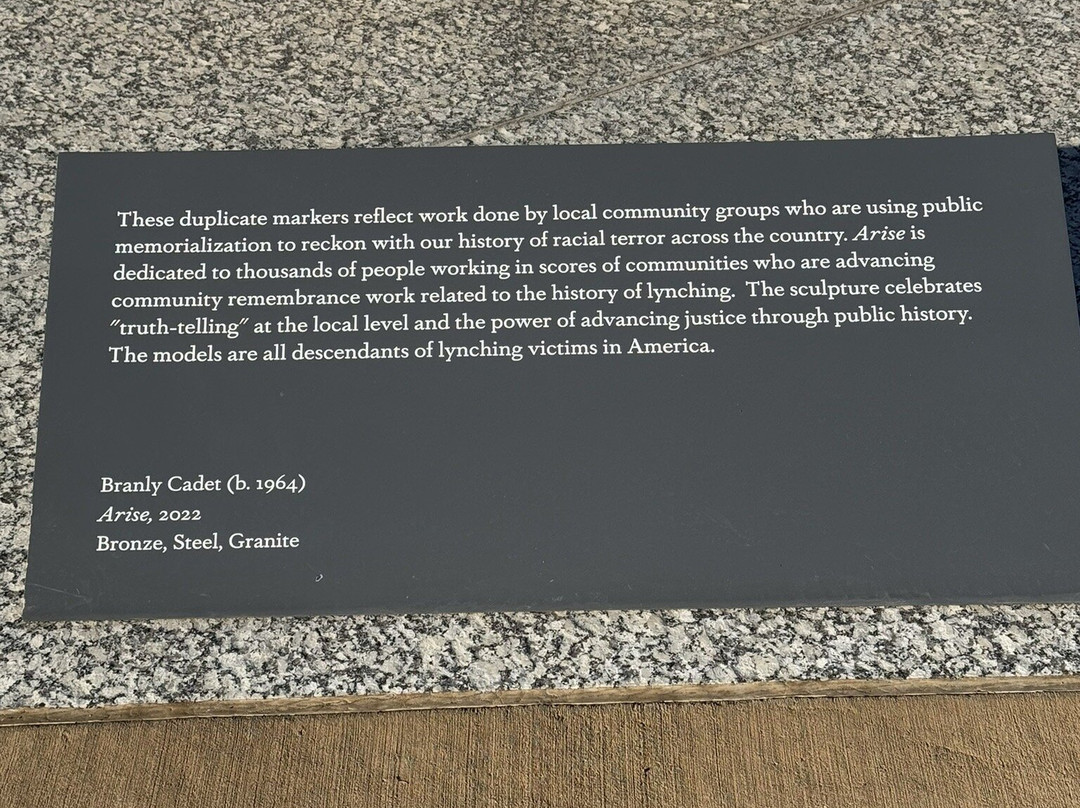 These duplicate markers reflect work done by local community groups who are using public
memorialization to reckon with our history of racial terror across the country. Arise is
dedicated to thousands of people working in scores of communities who are advancing
community remembrance work related to the history of lynching.  The sculpture celebrates
"truth-telling" at the local level and the power of advancing justice through public history.
The models are all descendants of lynching victims in America.
Branly Cadet (b. 1964)
Arise, 2022
Bronze, Steel, Granite